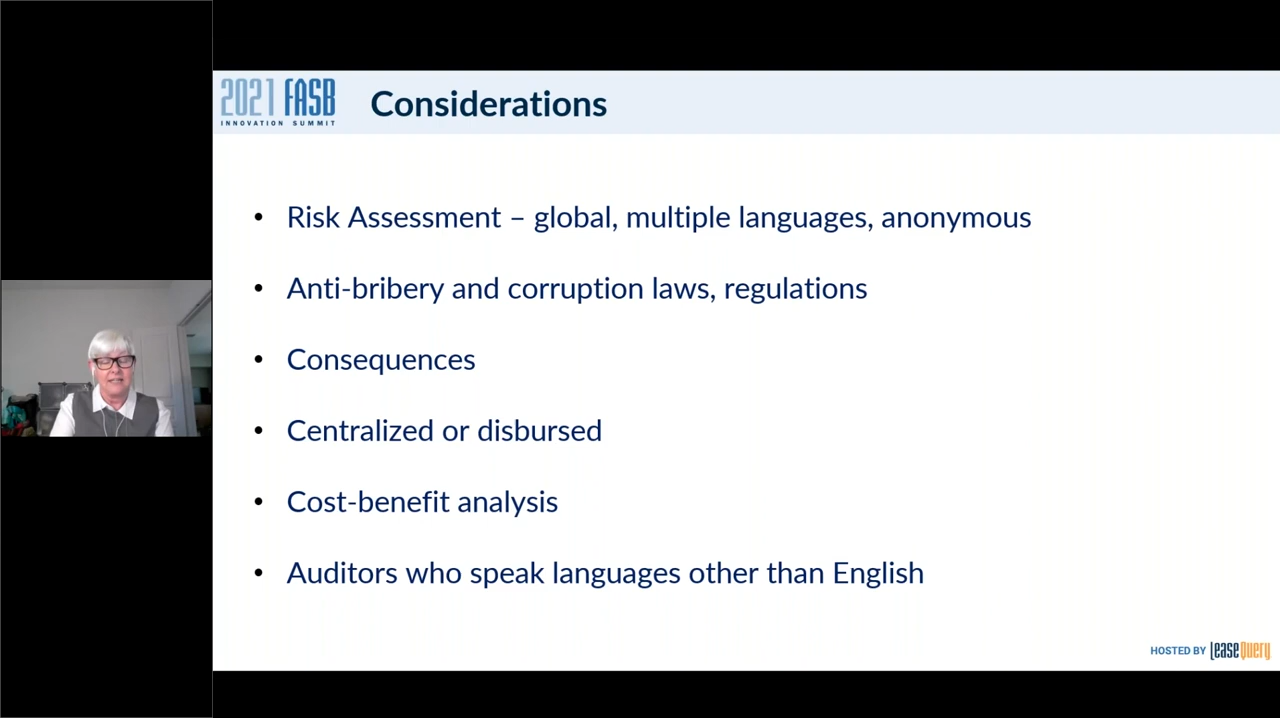 2021 FASB
INNOVATION SUMMIT
Considerations
• Risk Assessment – global, multiple languages, anonymous
• Anti-bribery and corruption laws, regulations
• Consequences
• Centralized or disbursed
• Cost-benefit analysis
• Auditors who speak languages other than English
HOSTED BY LeaseQuery